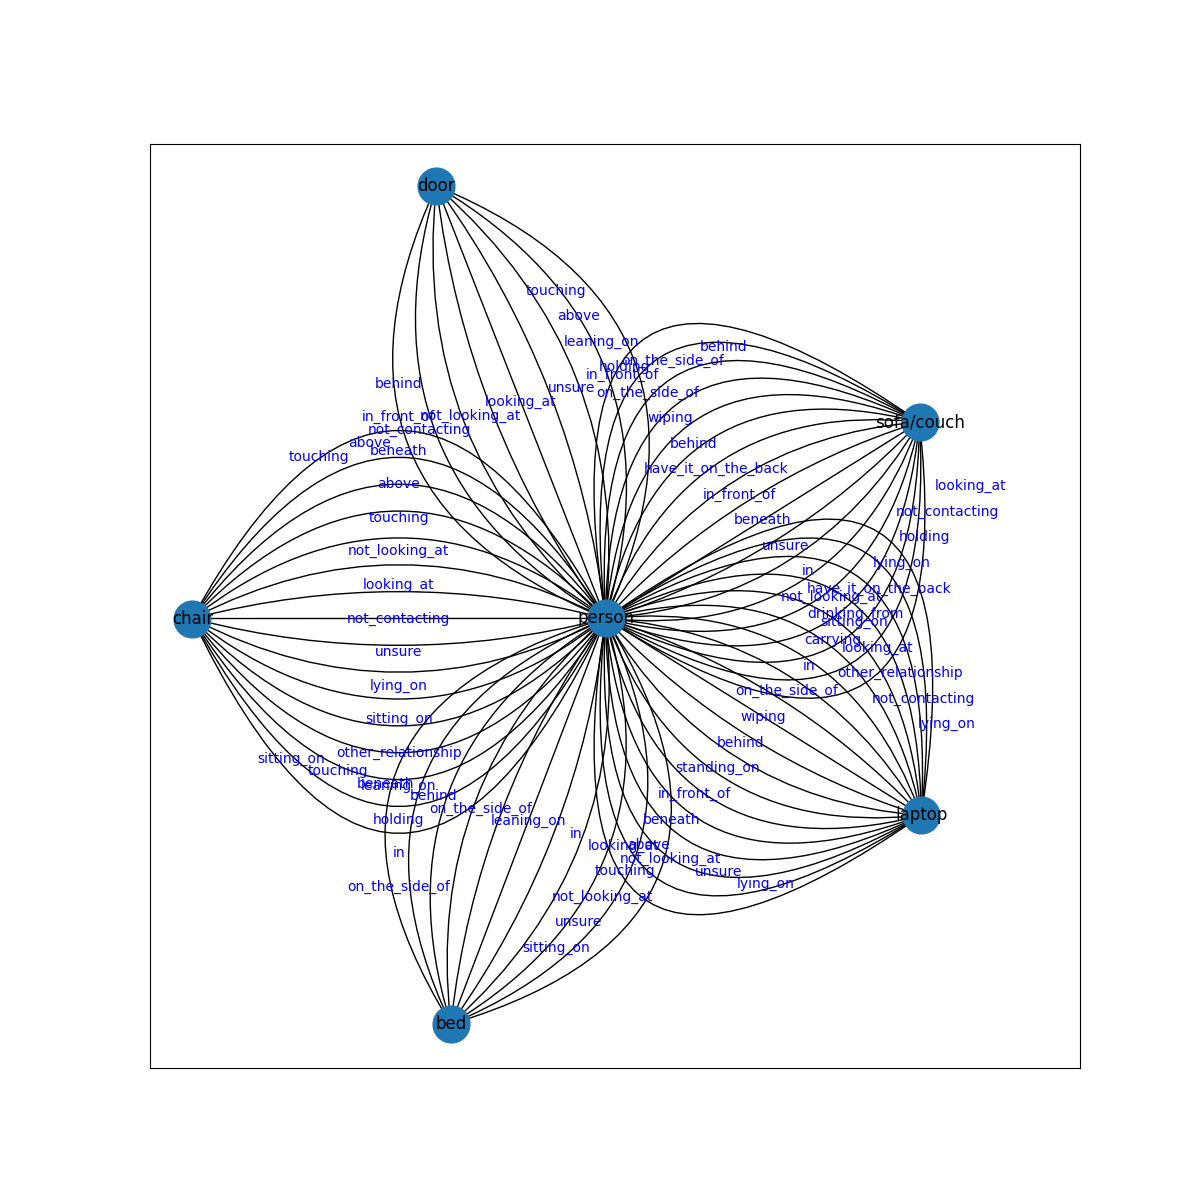 door
touching
above
leaning_on
behind
on_the_side_of
holding
in_front_of
behind
unsure
on_the_side_of
looking_at
wiping
in_front_of
not_looking_at
sofa/couch
not_contacting
above
behind
beneath
touching
have_it_on_the_back
above
looking_at
in_front_of
not_contacting
touching
beneath
holding
not_looking_at
unsure
lying_on
in
looking_at
have_it_on_the_back
not_looking_at
drinking_from
chair
not_contacting
person
sitting_on
carrying
looking_at
unsure
in
other_relationship
lying_on
on_the_side_of
not_contacting
sitting_on
wiping
lying_on
behind
other_relationship
sitting_on
touching
standing_on
beneath
leaning_on
behind
in_front_of
on_the_side_of
holding
leaning_on
beneath
laptop
in
looking_at
above
in
not_looking_at
touching
unsure
on_the_side_of
lying_on
not_looking_at
unsure
sitting_on
bed